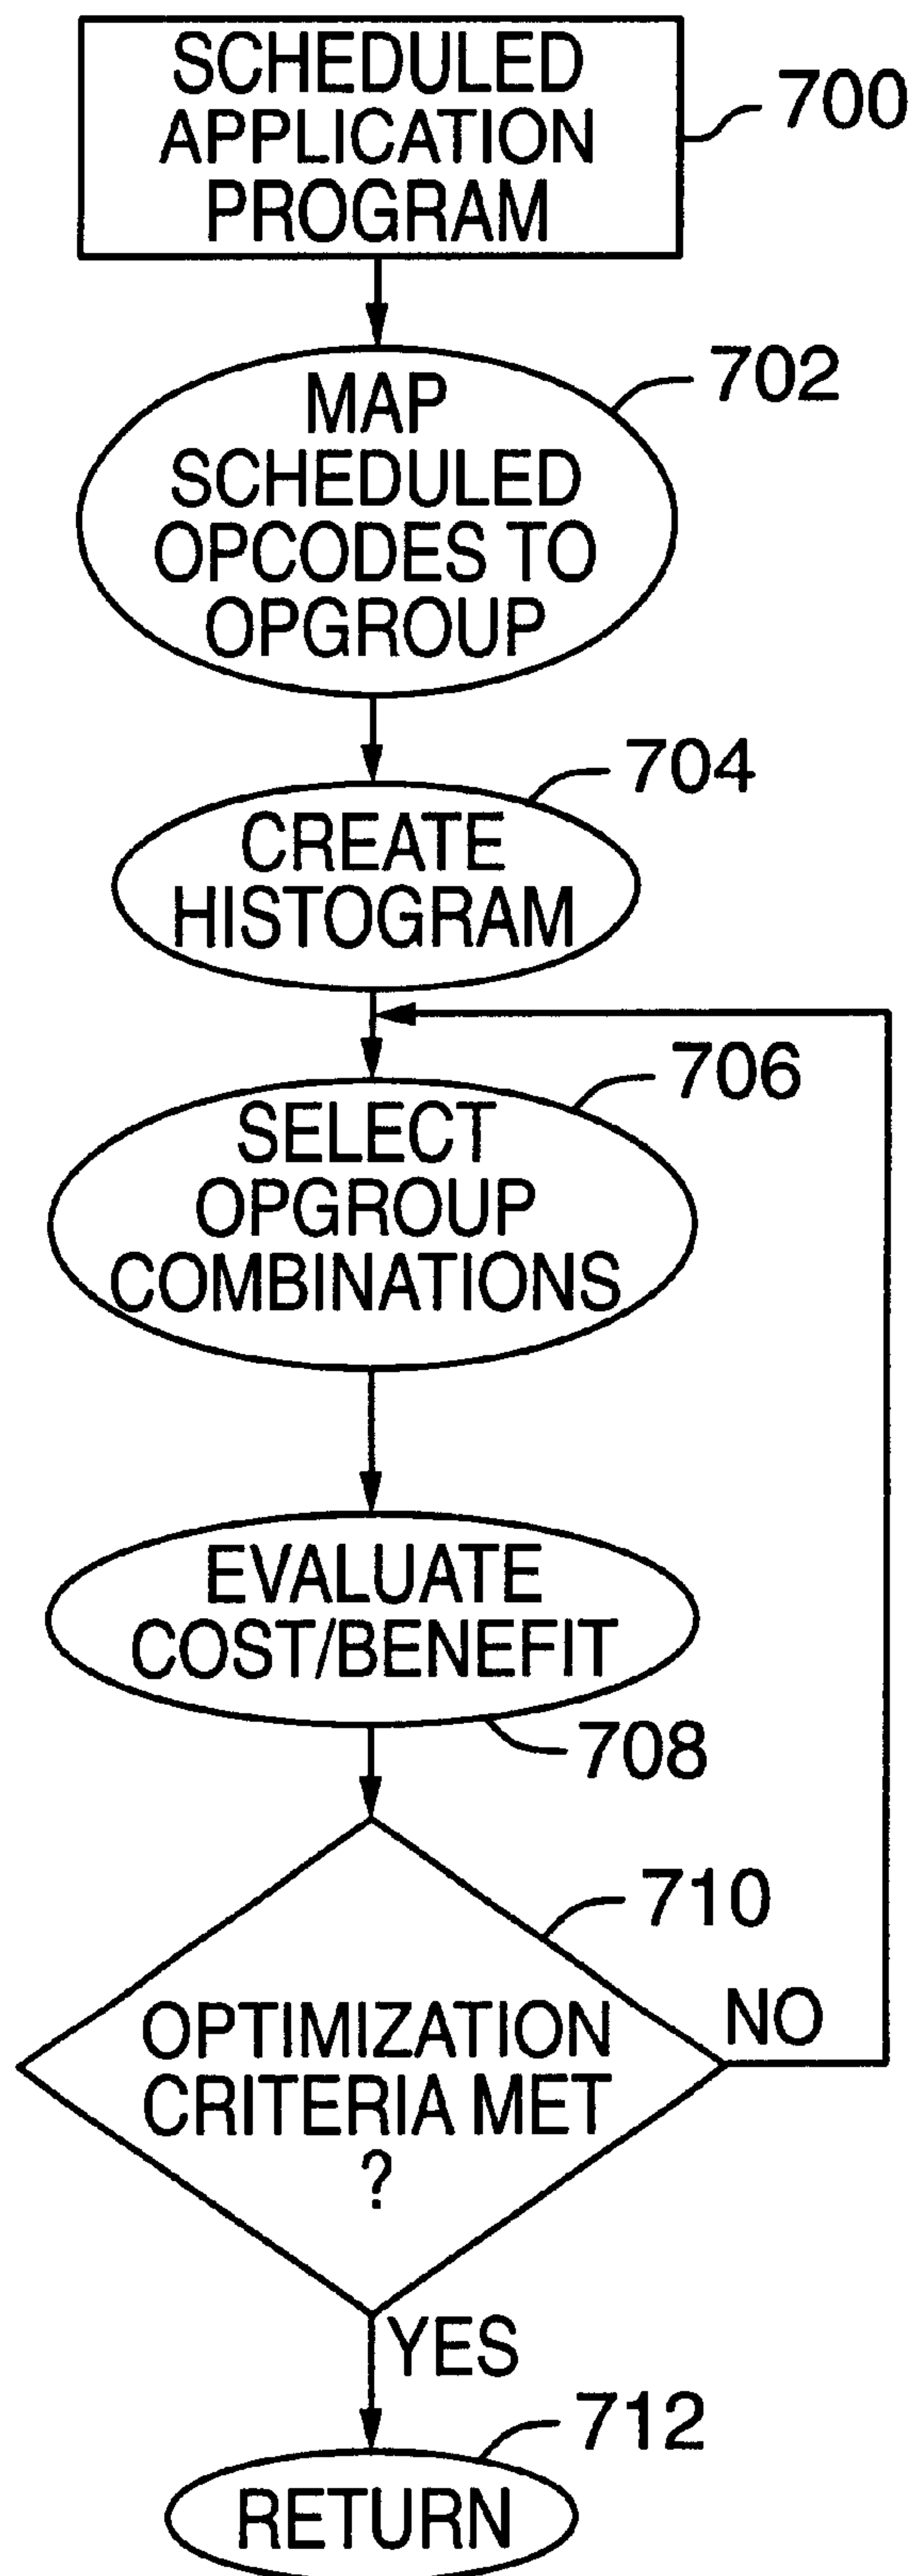 SCHEDULED
APPLICATION
PROGRAM
700
MAP
SCHEDULED
OPCODES TO
OPGROUP
702
CREATE
HISTOGRAM
704
SELECT
OPGROUP
COMBINATIONS
706
EVALUATE
COST/BENEFIT
708
OPTIMIZATION
CRITERIA MET
?
710
NO
YES
RETURN
712